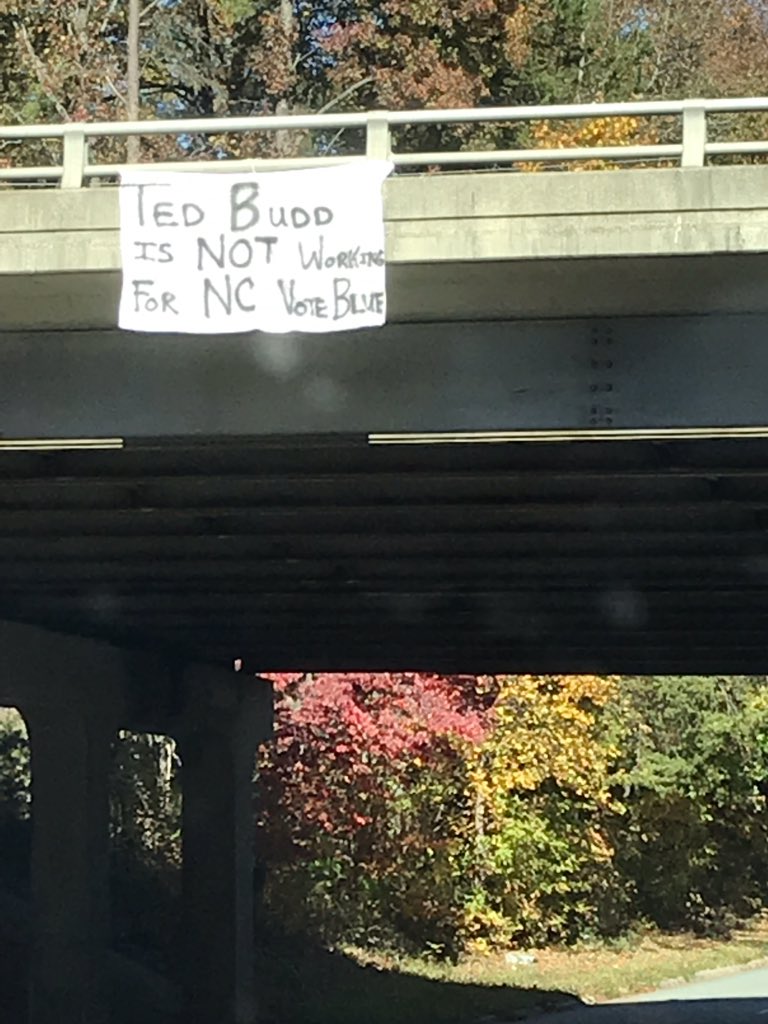 TED BUDD
IS NOT WORKING
FOR NC VOTE BLUE